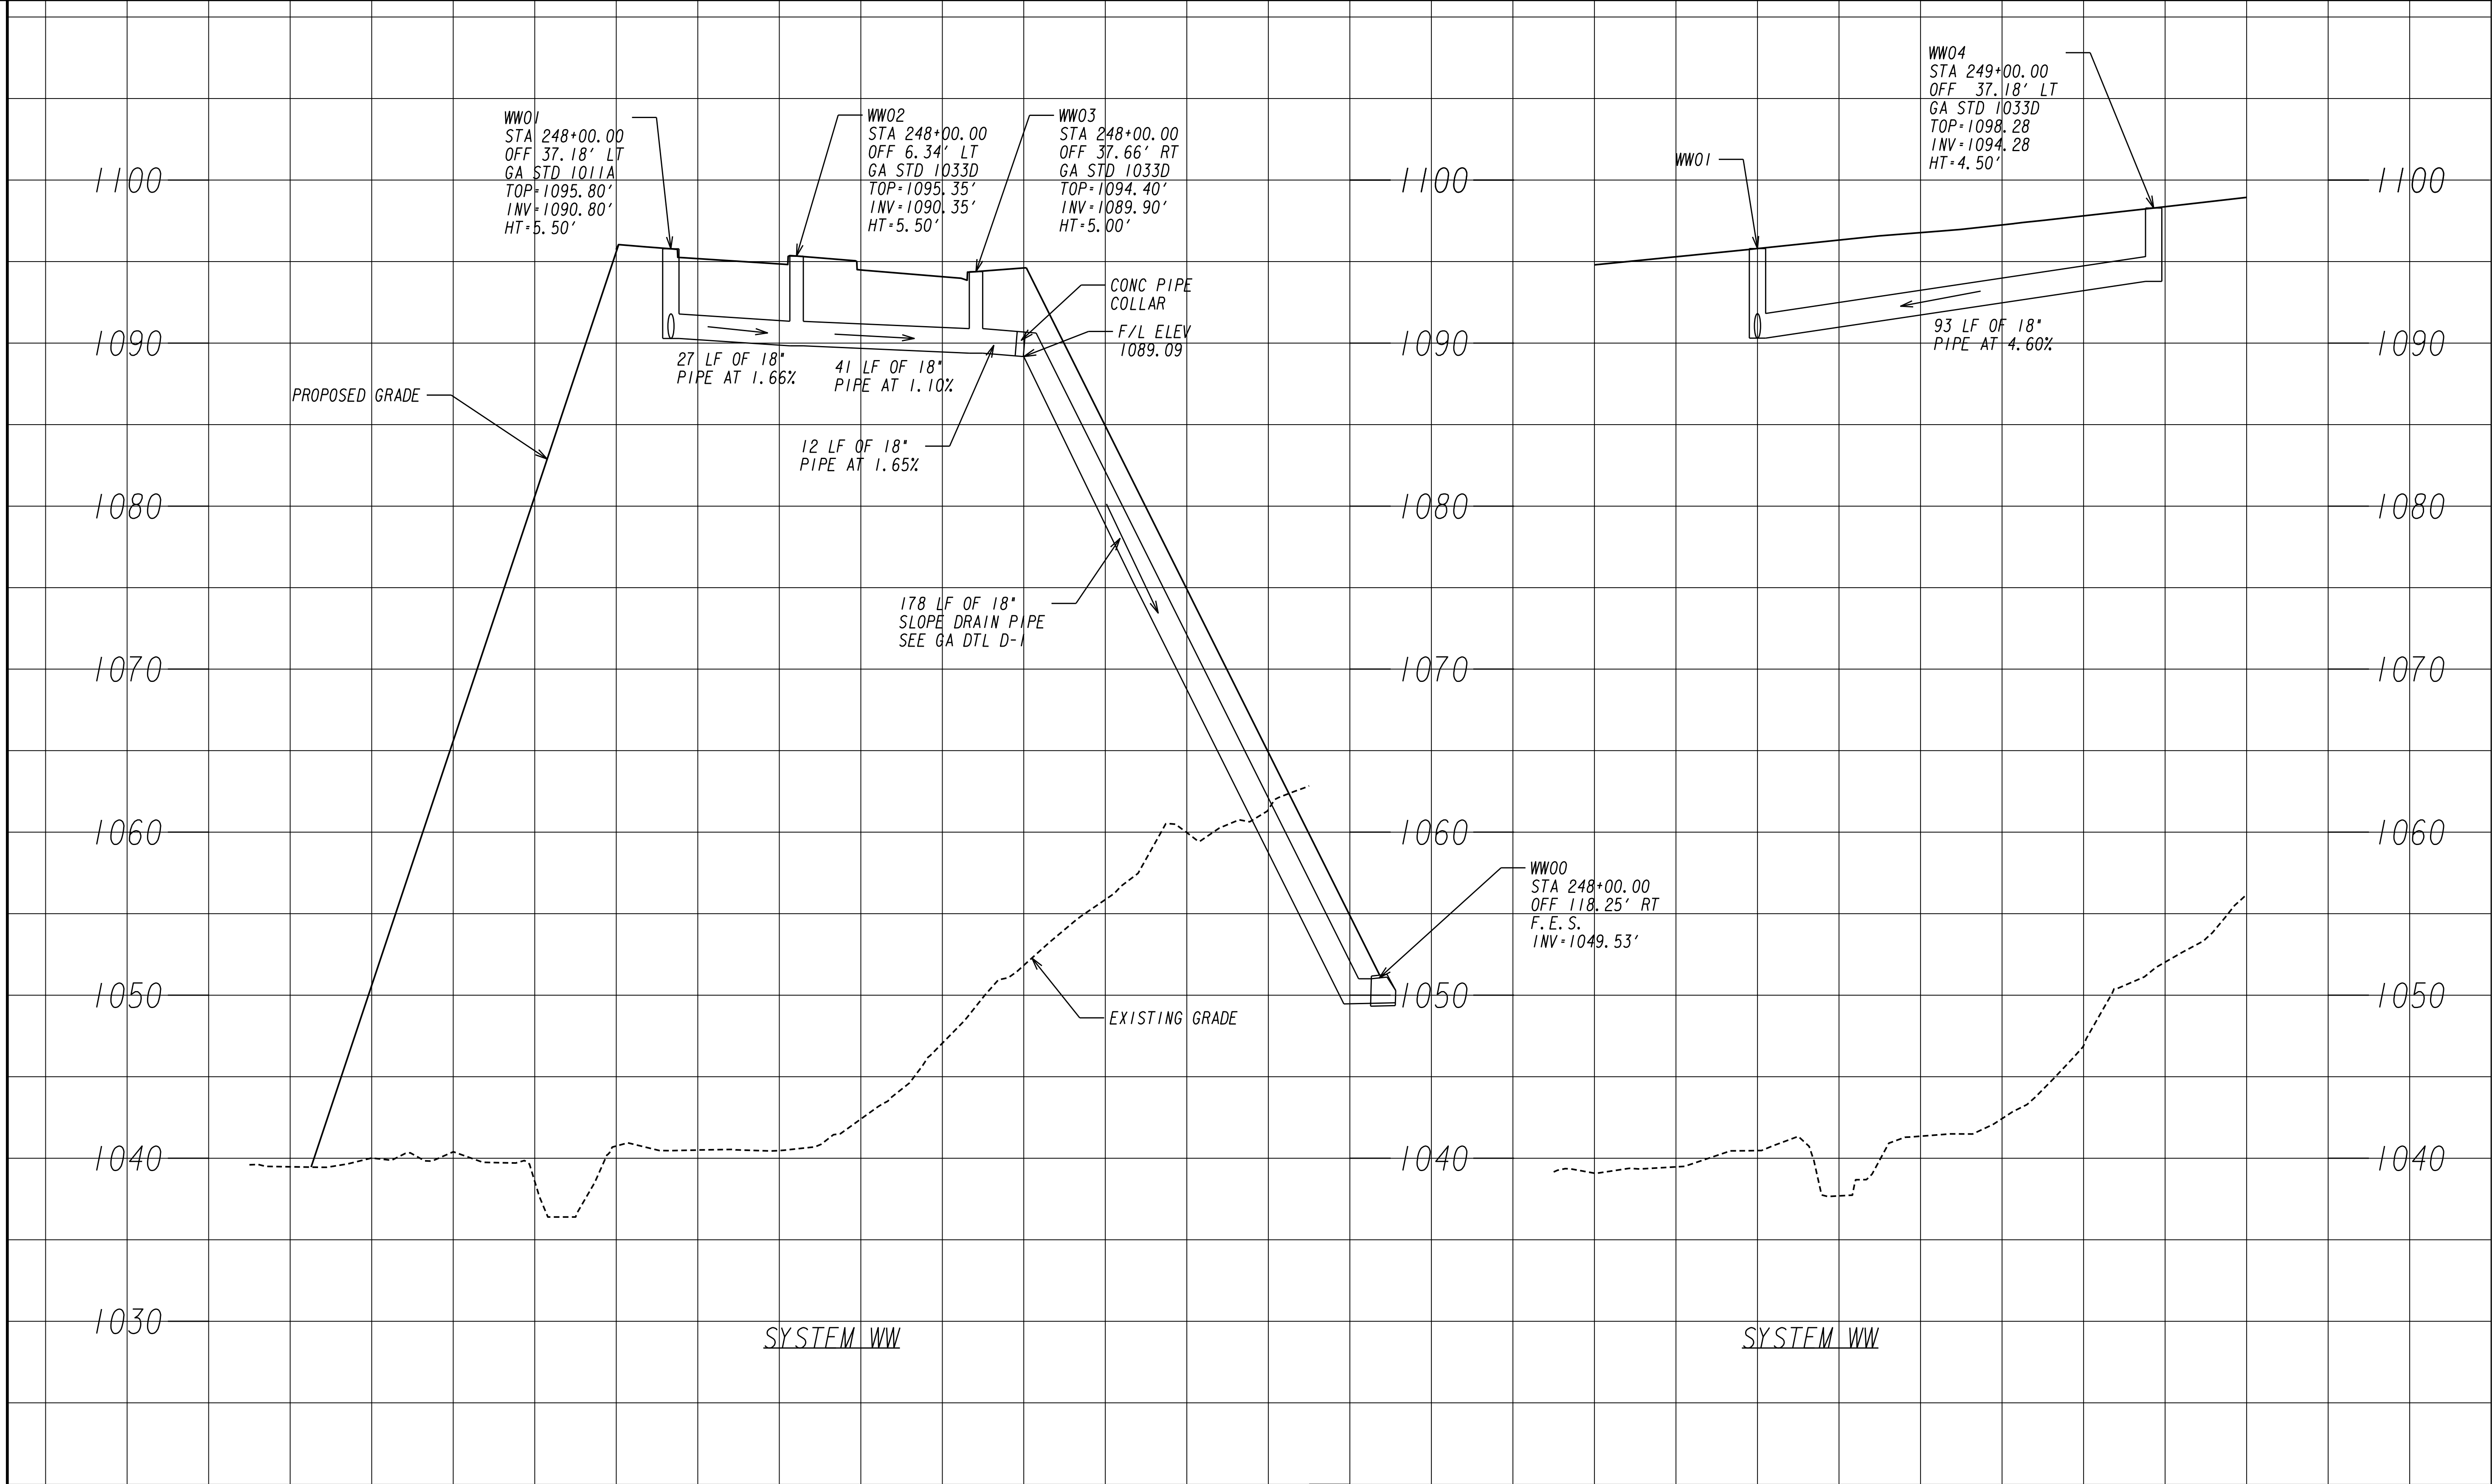 WW01
STA 248+00.00
OFF 37.18' LT
GA STD 1011A
TOP=1095.80'
INV=1090.80'
HT=5.50'
WW02
STA 248+00.00
OFF 6.34' LT
GA STD 1033D
TOP=1095.35'
INV=1090.35'
HT=5.50'
WW03
STA 248+00.00
OFF 37.66' RT
GA STD 1033D
TOP=1094.40'
INV=1089.90'
HT=5.00'
CONC PIPE
COLLAR
F/L ELEV
1089.09
27 LF OF 18"
PIPE AT 1.66%
41 LF OF 18"
PIPE AT 1.10%
PROPOSED GRADE
12 LF OF 18"
PIPE AT 1.65%
178 LF OF 18"
SLOPE DRAIN PIPE
SEE GA DTL D-1
WW00
STA 248+00.00
OFF 118.25' RT
F.E.S.
INV=1049.53'
EXISTING GRADE
1100
1090
1080
1070
1060
1050
1040
1030
SYSTEM WW
WW04
STA 249+00.00
OFF 37.18' LT
GA STD 1033D
TOP=1098.28
INV=1094.28
HT=4.50'
WW01
93 LF OF 18"
PIPE AT 4.60%
1100
1090
1080
1070
1060
1050
1040
1100
1090
1080
1070
1060
1050
1040
SYSTEM WW